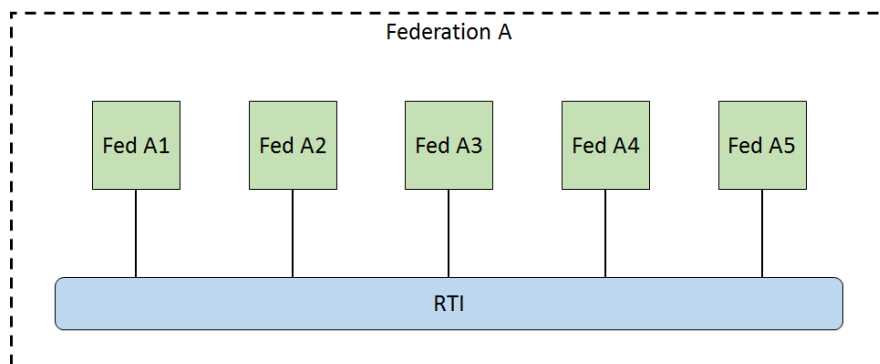 Federation A
Fed A1
Fed A2
Fed A3
Fed A4
Fed A5
RTI